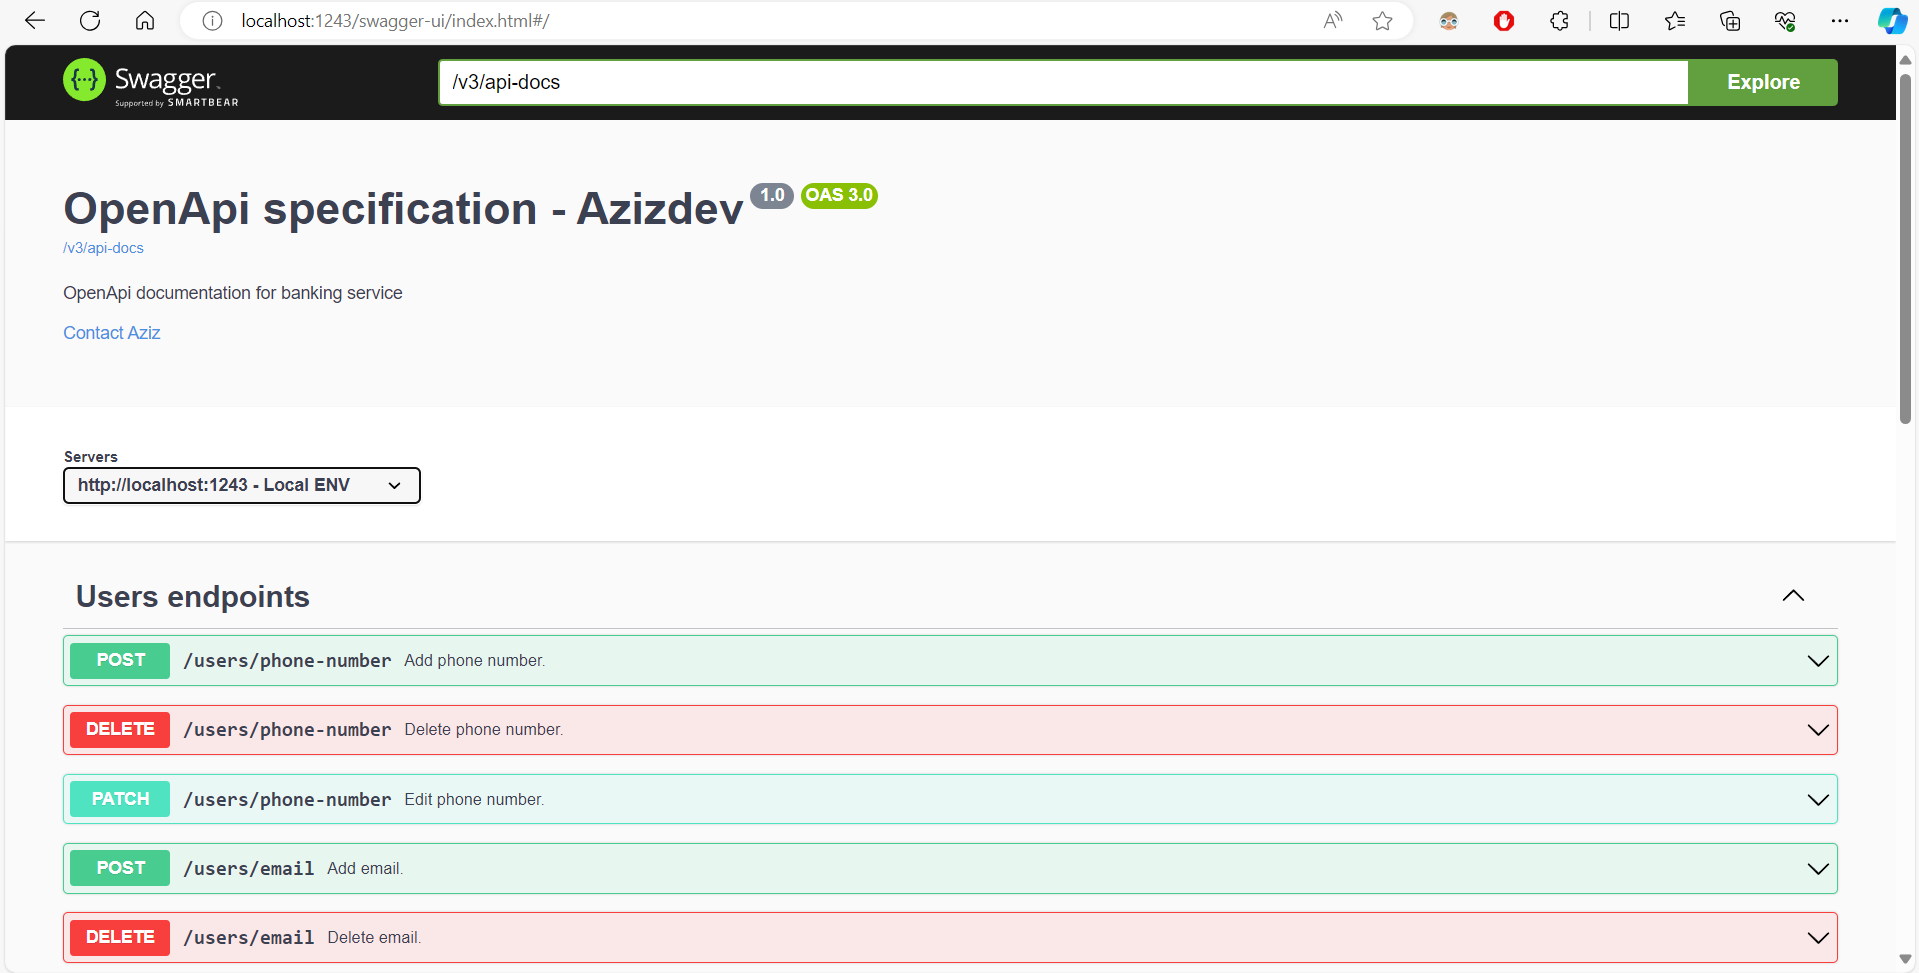 localhost:1243/swagger-ui/index.html#/
Swagger.
Supported by SMARTBEAR
/v3/api-docs
Explore
OpenApi specification - Azizdev 1.0 OAS 3.0
/v3/api-docs
OpenApi documentation for banking service
Contact Aziz
Servers
http://localhost:1243 - Local ENV
Users endpoints
POST /users/phone-number Add phone number.
DELETE /users/phone-number Delete phone number.
PATCH /users/phone-number Edit phone number.
POST /users/email Add email.
DELETE /users/email Delete email.